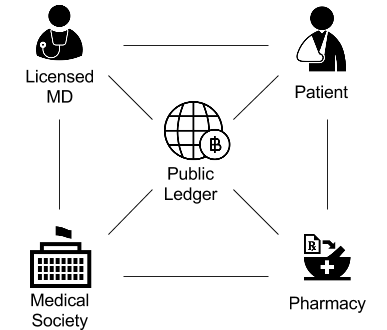 Licensed
MD
Patient
Public
Ledger
Medical
Society
Pharmacy